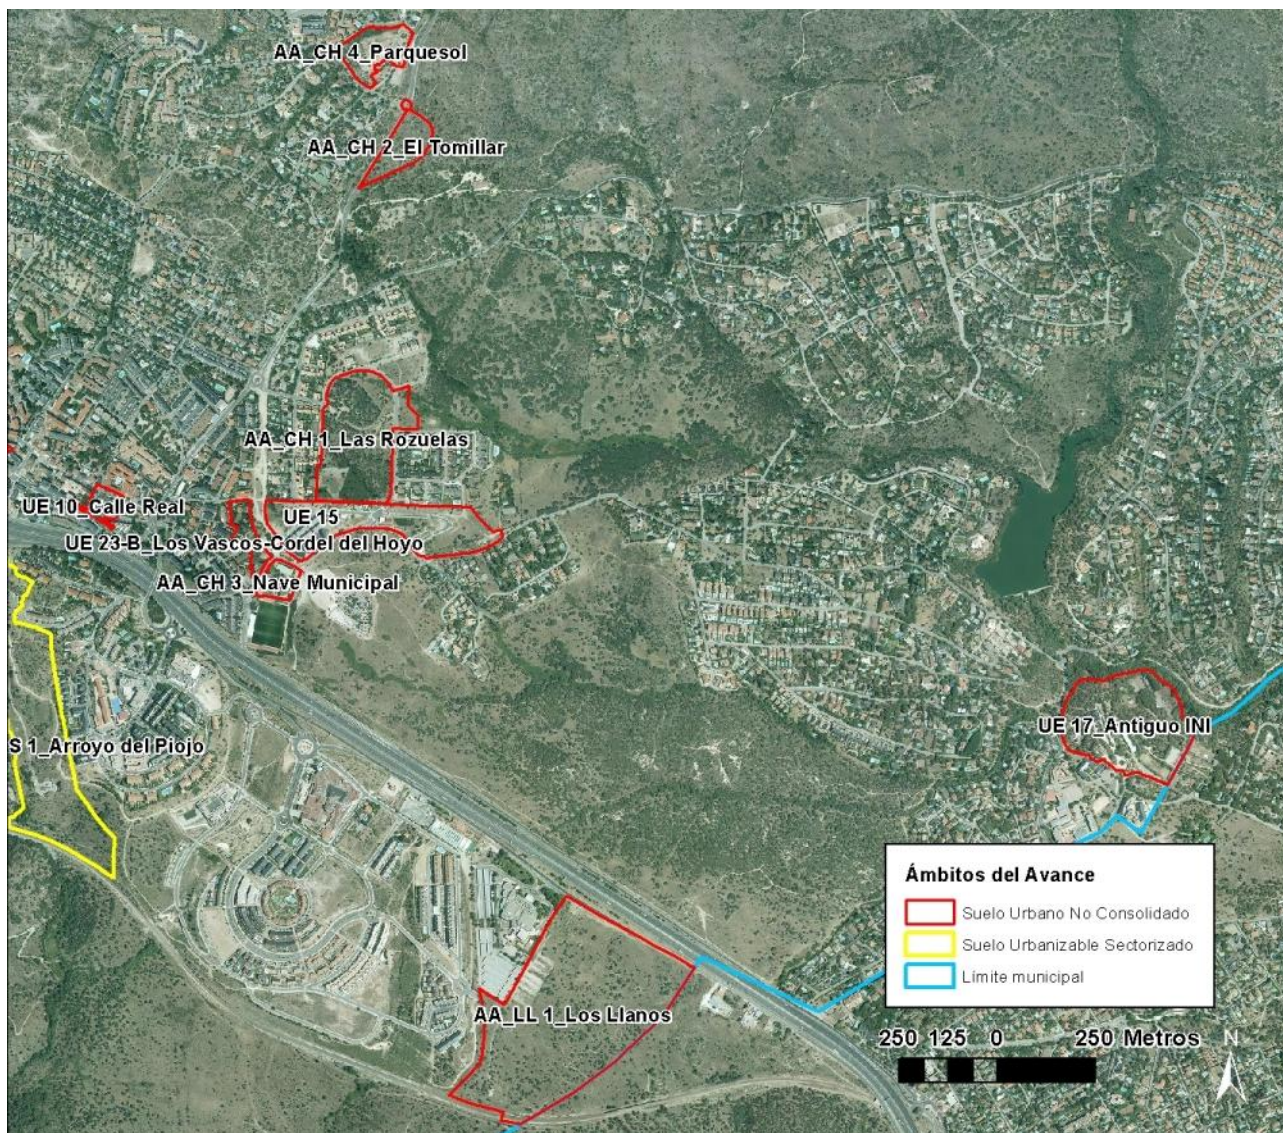 AA_CH 4_Parquesol
AA_CH 2_El Tomillar
AA_CH 1_Las Rozuelas
UE 10_Calle Real
UE 15
UE 23-B_Los Vascos-Cordel del Hoyo
AA_CH 3_Nave Municipal
UE 17_Antiguo INI
S 1_Arroyo del Piojo
AA_LL 1_Los Llanos
Ámbitos del Avance
Suelo Urbano No Consolidado
Suelo Urbanizable Sectorizado
Límite municipal
250 125 0 250 Metros
N